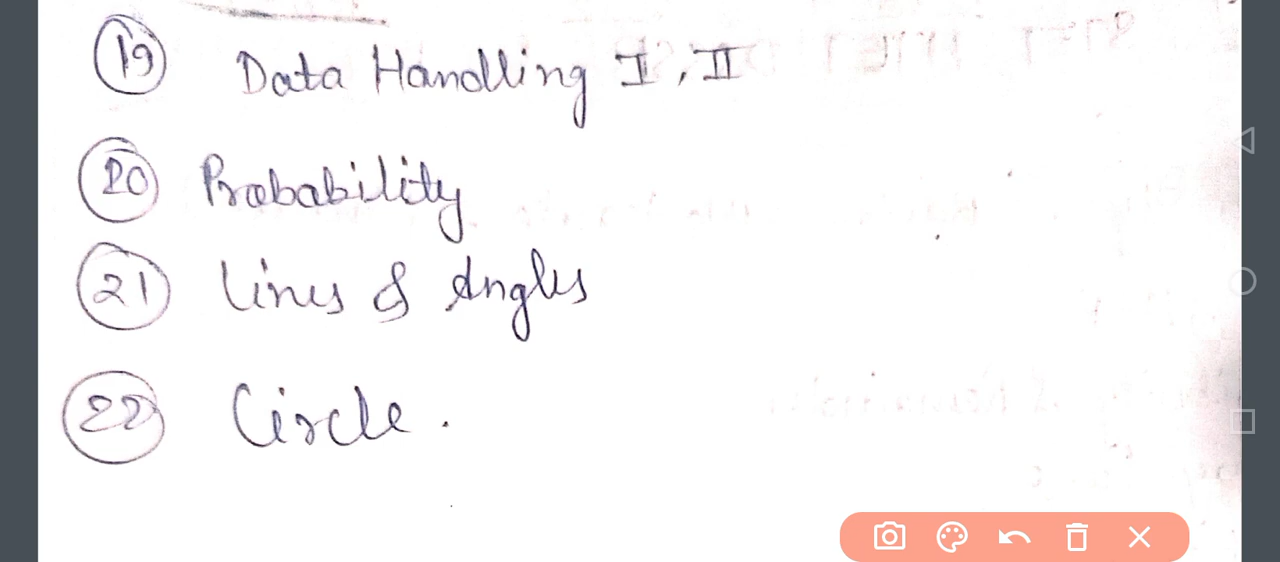 19 Data Handling I, II
20 Probability
21 Lines & Angles
22 Circle.